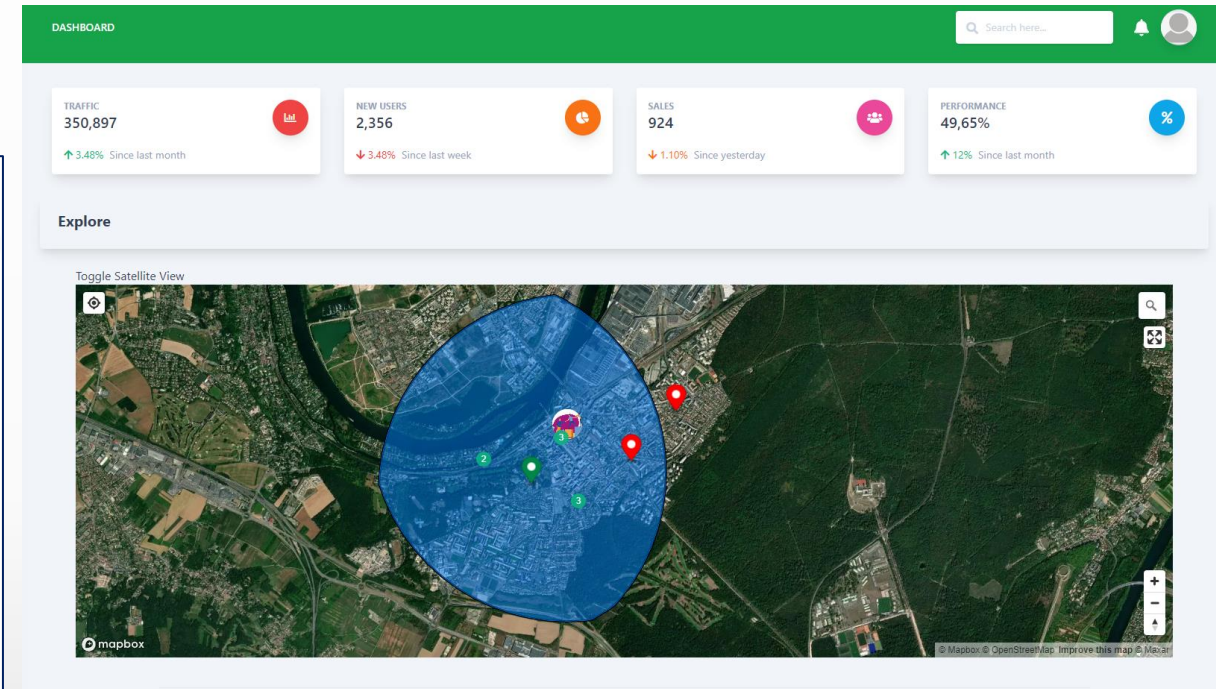 DASHBOARD
Search here...
TRAFFIC
350,897
3.48% Since last month
NEW USERS
2,356
3.48% Since last week
SALES
924
1.10% Since yesterday
PERFORMANCE
49,65%
%
12% Since last month
Explore
Toggle Satellite View
3
2
3
+
−
mapbox
© Mapbox © OpenStreetMap Improve this map © Maxar